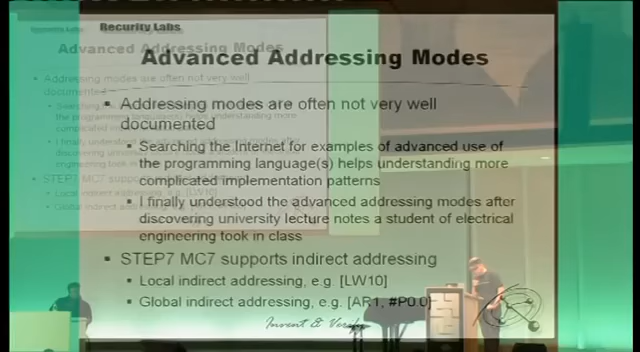 Recurity Labs
Advanced Addressing Modes
Addressing modes are often not very well
documented
Searching the Internet for examples of advanced use of
the programming language(s) helps understanding more
complicated implementation patterns
I finally understood the advanced addressing modes after
discovering university lecture notes a student of electrical
engineering took in class
STEP7 MC7 supports indirect addressing
Local indirect addressing, e.g. [LW10]
Global indirect addressing, e.g. [AR1, #P0.0]
Invent & Verify